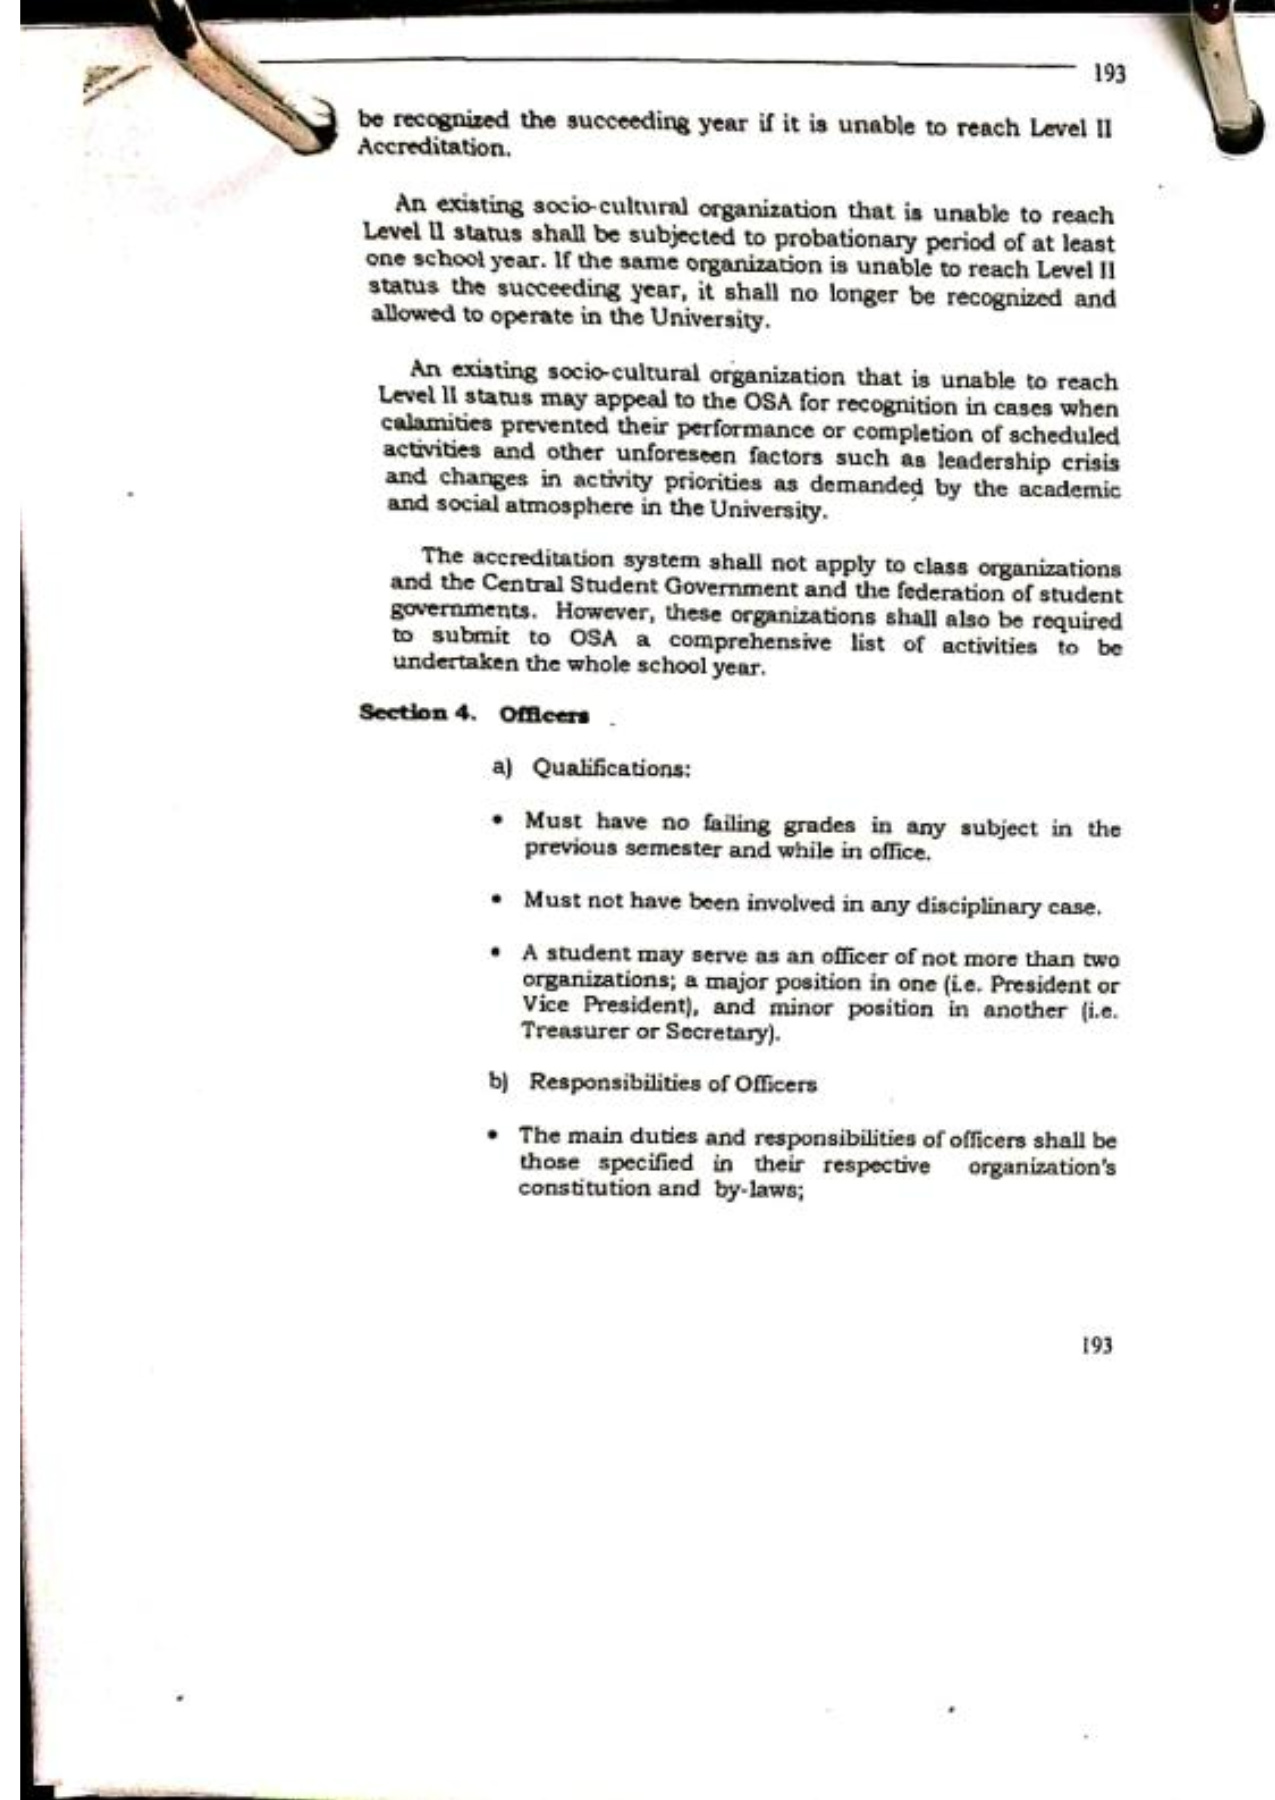 193
be recognized the succeeding year if it is unable to reach Level II
Accreditation.
An existing socio-cultural organization that is unable to reach
Level II status shall be subjected to probationary period of at least
one school year. If the same organization is unable to reach Level II
status the succeeding year, it shall no longer be recognized and
allowed to operate in the University.
An existing socio-cultural organization that is unable to reach
Level II status may appeal to the OSA for recognition in cases when
calamities prevented their performance or completion of scheduled
activities and other unforeseen factors such as leadership crisis
and changes in activity priorities as demanded by the academic
and social atmosphere in the University.
The accreditation system shall not apply to class organizations
and the Central Student Government and the federation of student
governments. However, these organizations shall also be required
to submit to OSA a comprehensive list of activities to be
undertaken the whole school year.
Section 4. Officers
a) Qualifications:
• Must have no failing grades in any subject in the
previous semester and while in office.
• Must not have been involved in any disciplinary case.
• A student may serve as an officer of not more than two
organizations; a major position in one (i.e. President or
Vice President), and minor position in another (i.e.
Treasurer or Secretary).
b) Responsibilities of Officers
• The main duties and responsibilities of officers shall be
those specified in their respective organization's
constitution and by-laws;
193